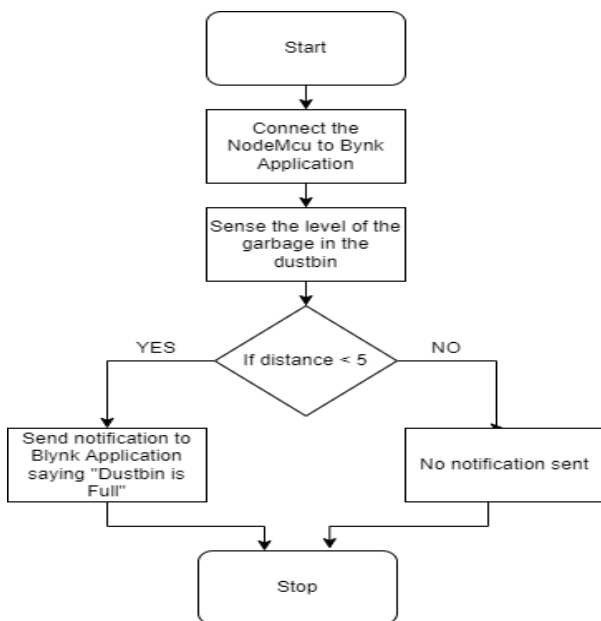 Start
Connect the
NodeMcu to Bynk
Application
Sense the level of the
garbage in the
dustbin
If distance < 5
YES
NO
Send notification to
Blynk Application
saying "Dustbin is
Full"
No notification sent
Stop